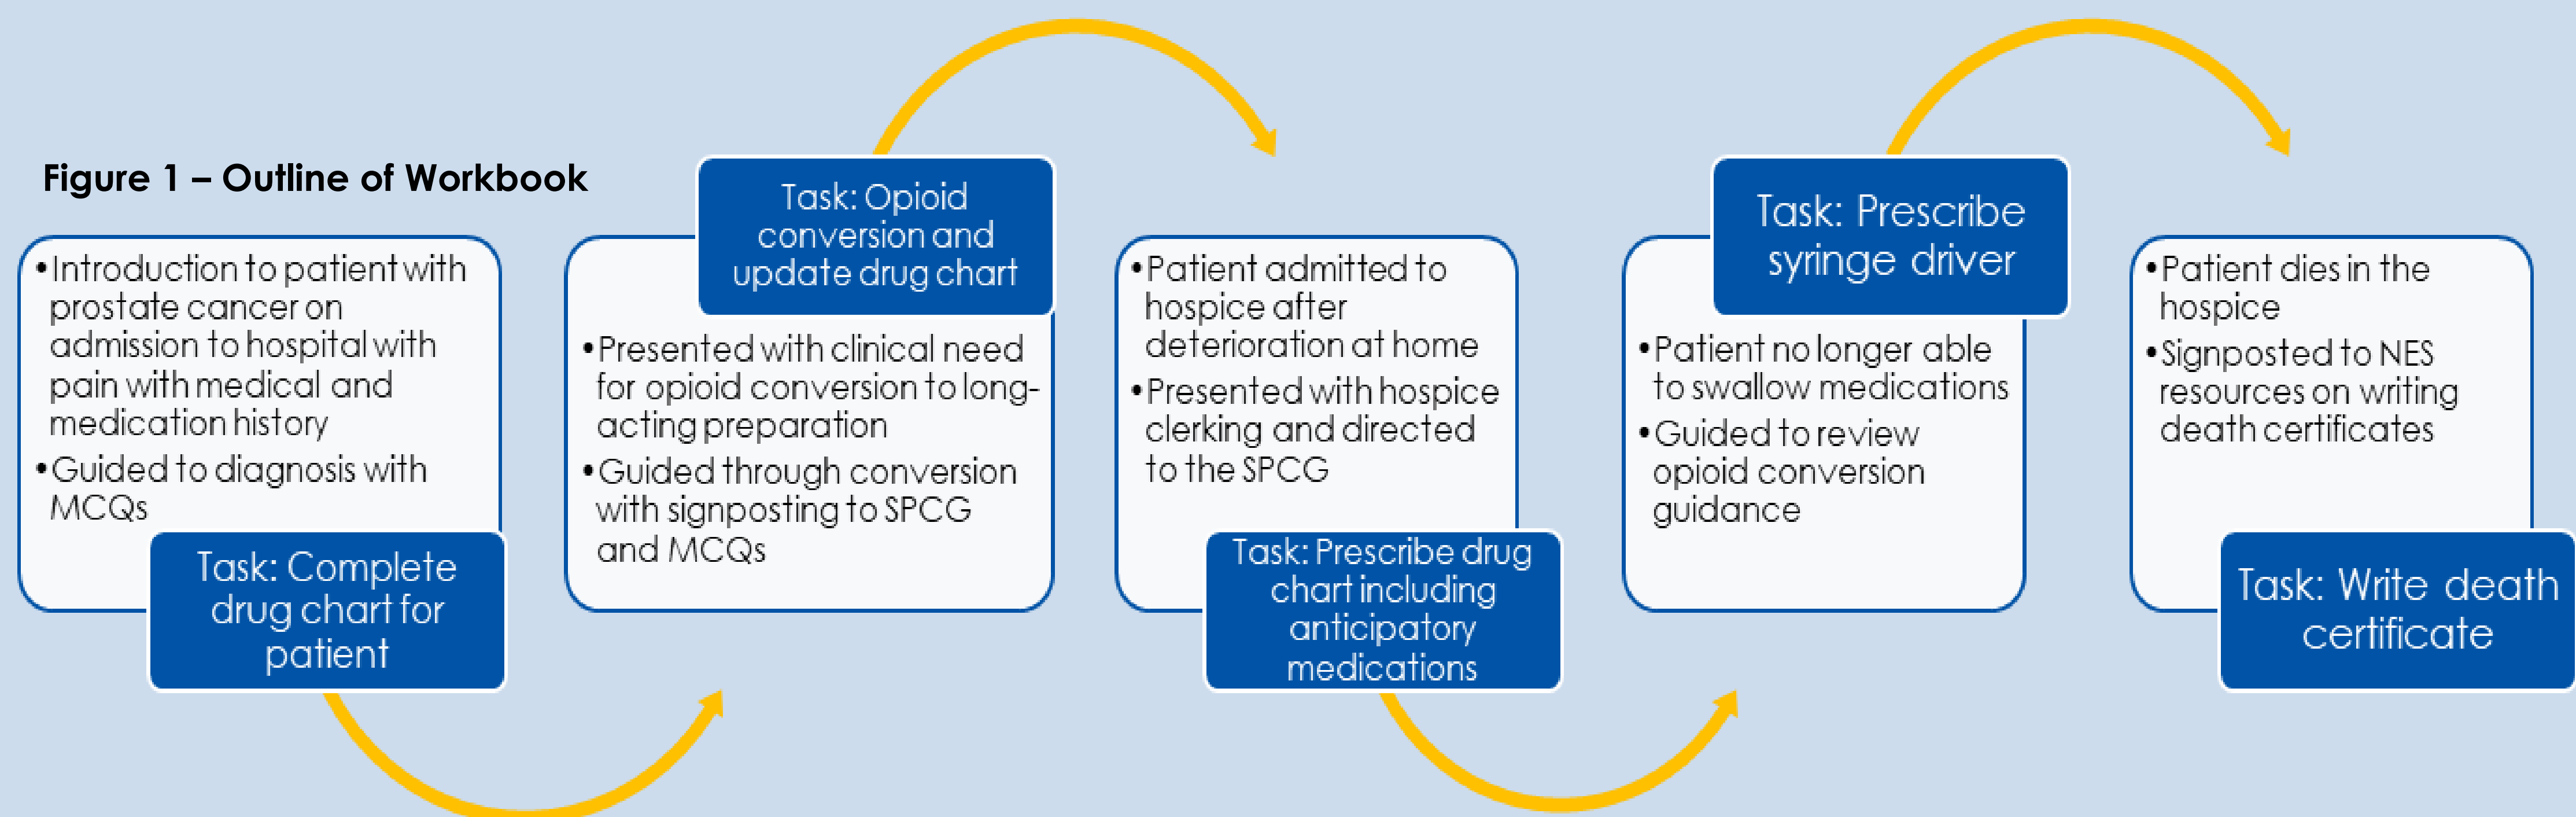 Figure 1 – Outline of Workbook
•Introduction to patient with
prostate cancer on
admission to hospital with
pain with medical and
medication history
•Guided to diagnosis with
MCQs
Task: Complete
drug chart for
patient
Task: Opioid
conversion and
update drug chart
•Presented with clinical need
for opioid conversion to long-
acting preparation
•Guided through conversion
with signposting to SPCG
and MCQs
•Patient admitted to
hospice after
deterioration at home
•Presented with hospice
clerking and directed
to the SPCG
Task: Prescribe drug
chart including
anticipatory
medications
Task: Prescribe
syringe driver
•Patient no longer able
to swallow medications
•Guided to review
opioid conversion
guidance
•Patient dies in the
hospice
•Signposted to NES
resources on writing
death certificates
Task: Write death
certificate